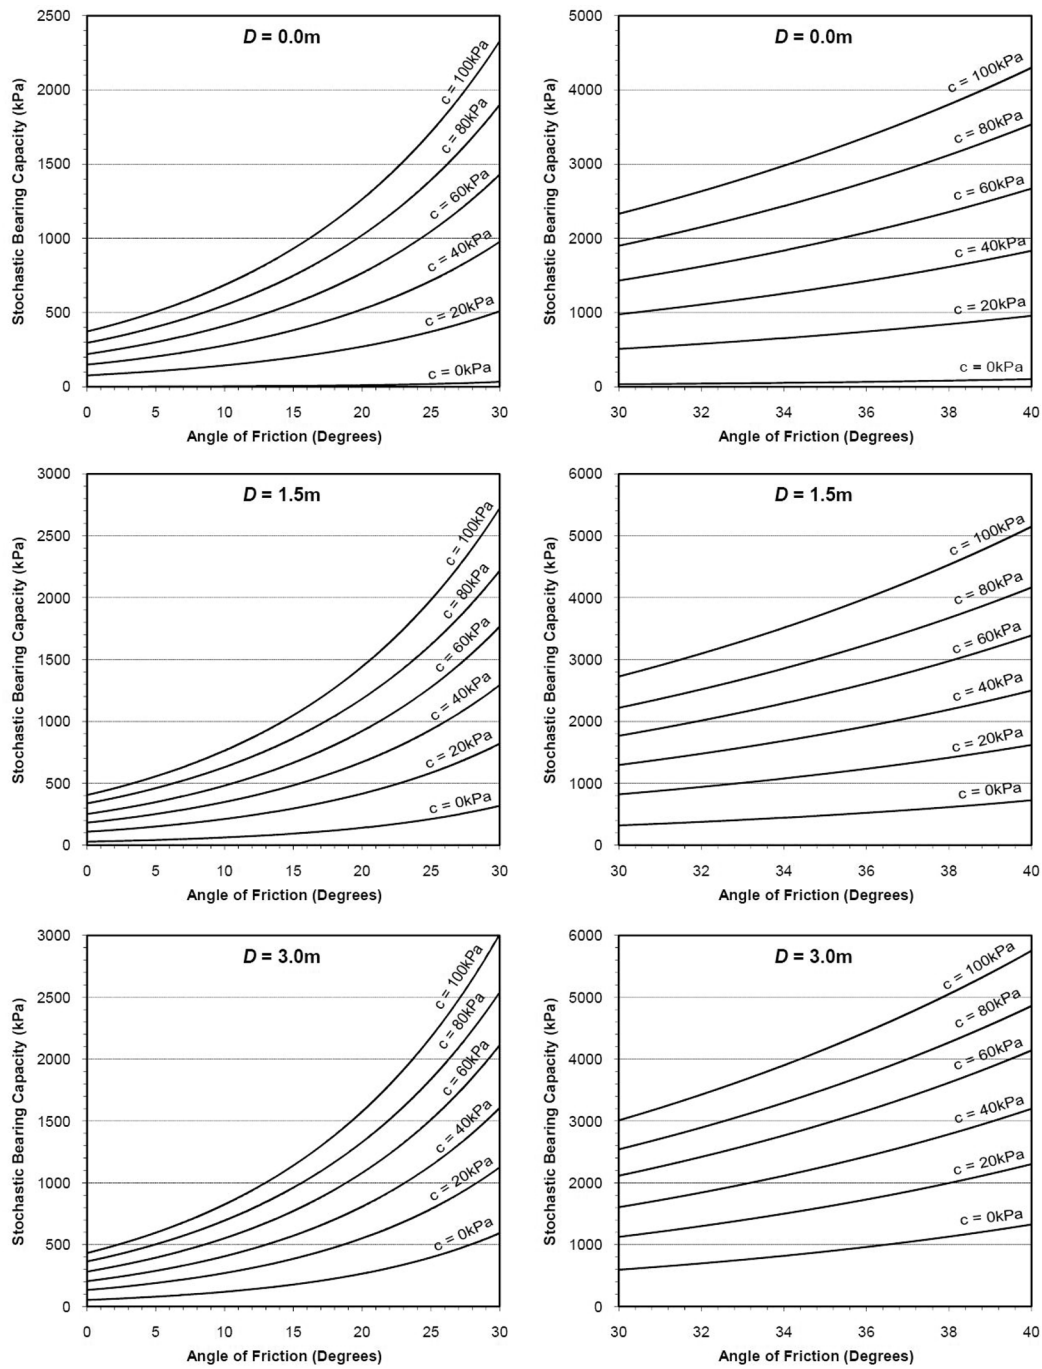 D = 0.0m
Stochastic Bearing Capacity (kPa)
2500
2000
1500
1000
500
0
c = 100kPa
c = 80kPa
c = 60kPa
c = 40kPa
c = 20kPa
c = 0kPa
0 5 10 15 20 25 30
Angle of Friction (Degrees)
D = 0.0m
Stochastic Bearing Capacity (kPa)
5000
4000
3000
2000
1000
0
c = 100kPa
c = 80kPa
c = 60kPa
c = 40kPa
c = 20kPa
c = 0kPa
30 32 34 36 38 40
Angle of Friction (Degrees)
D = 1.5m
Stochastic Bearing Capacity (kPa)
3000
2500
2000
1500
1000
500
0
c = 100kPa
c = 80kPa
c = 60kPa
c = 40kPa
c = 20kPa
c = 0kPa
0 5 10 15 20 25 30
Angle of Friction (Degrees)
D = 1.5m
Stochastic Bearing Capacity (kPa)
6000
5000
4000
3000
2000
1000
0
c = 100kPa
c = 80kPa
c = 60kPa
c = 40kPa
c = 20kPa
c = 0kPa
30 32 34 36 38 40
Angle of Friction (Degrees)
D = 3.0m
Stochastic Bearing Capacity (kPa)
3000
2500
2000
1500
1000
500
0
c = 100kPa
c = 80kPa
c = 60kPa
c = 40kPa
c = 20kPa
c = 0kPa
0 5 10 15 20 25 30
Angle of Friction (Degrees)
D = 3.0m
Stochastic Bearing Capacity (kPa)
6000
5000
4000
3000
2000
1000
0
c = 100kPa
c = 80kPa
c = 60kPa
c = 40kPa
c = 20kPa
c = 0kPa
30 32 34 36 38 40
Angle of Friction (Degrees)